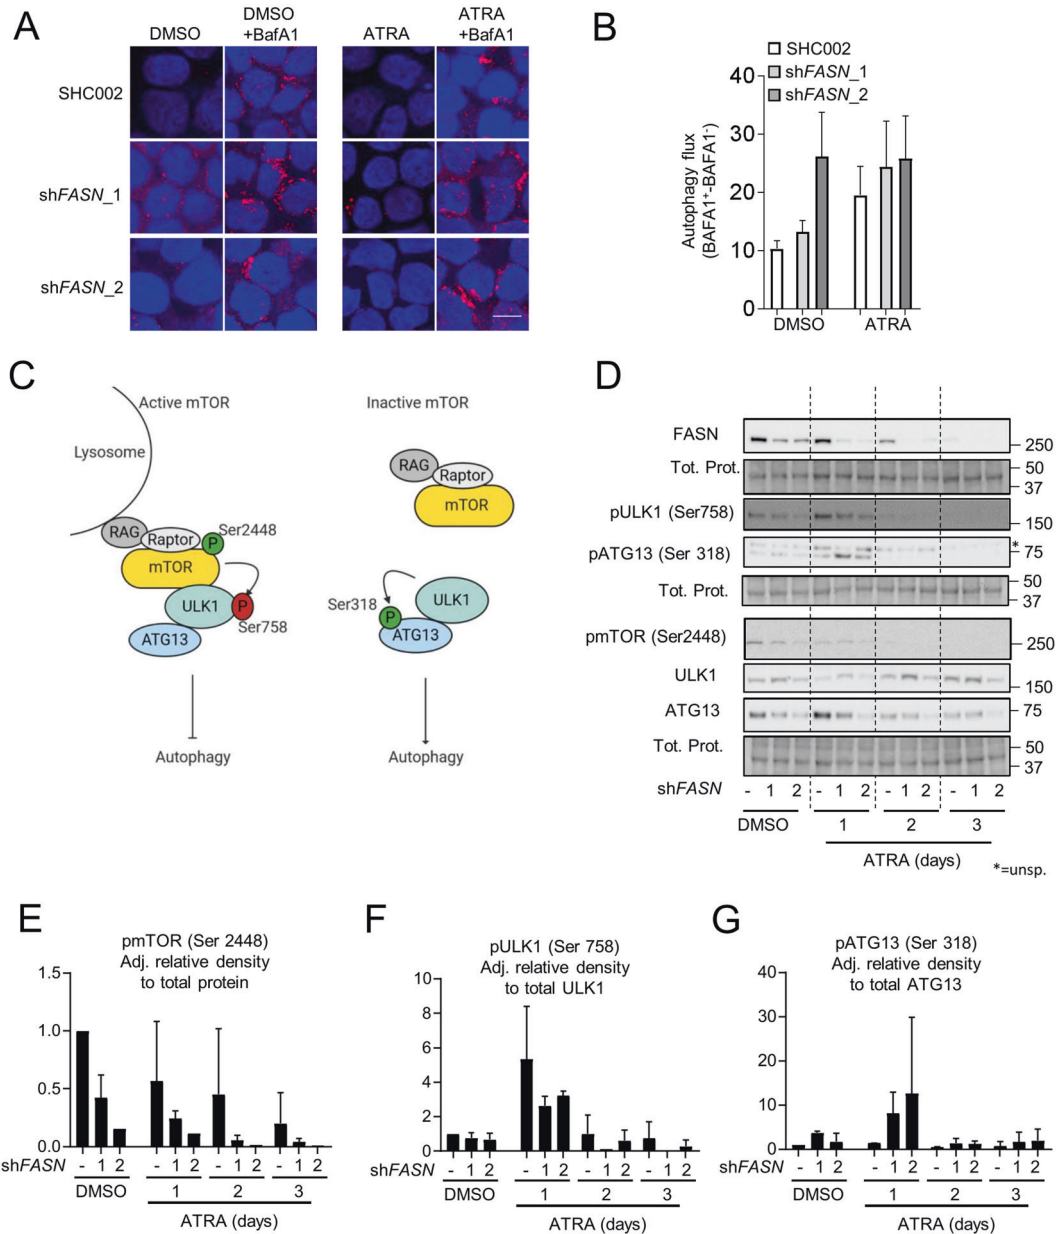 A
DMSO
DMSO
+BafA1
ATRA
ATRA
+BafA1
SHC002
shFASN_1
shFASN_2
B
SHC002
shFASN_1
shFASN_2
Autophagy flux
(BAFA1+-BAFA1-)
40
30
20
10
0
DMSO
ATRA
C
Active mTOR
Inactive mTOR
Lysosome
RAG
Raptor
mTOR
P
Ser2448
ULK1
P
Ser758
ATG13
Autophagy
RAG
Raptor
mTOR
Ser318
P
ULK1
ATG13
Autophagy
D
FASN
250
Tot. Prot.
50
37
pULK1 (Ser758)
150
pATG13 (Ser 318)
*
75
Tot. Prot.
50
37
pmTOR (Ser2448)
250
ULK1
150
ATG13
75
Tot. Prot.
50
37
shFASN - 1 2 - 1 2 - 1 2 - 1 2
DMSO 1 2 3
ATRA (days)
*=unsp.
E
pmTOR (Ser 2448)
Adj. relative density
to total protein
1.5
1.0
0.5
0.0
shFASN - 1 2 - 1 2 - 1 2 - 1 2
DMSO 1 2 3
ATRA (days)
F
pULK1 (Ser 758)
Adj. relative density
to total ULK1
10
8
6
4
2
0
shFASN - 1 2 - 1 2 - 1 2 - 1 2
DMSO 1 2 3
ATRA (days)
G
pATG13 (Ser 318)
Adj. relative density
to total ATG13
40
30
20
10
0
shFASN - 1 2 - 1 2 - 1 2 - 1 2
DMSO 1 2 3
ATRA (days)